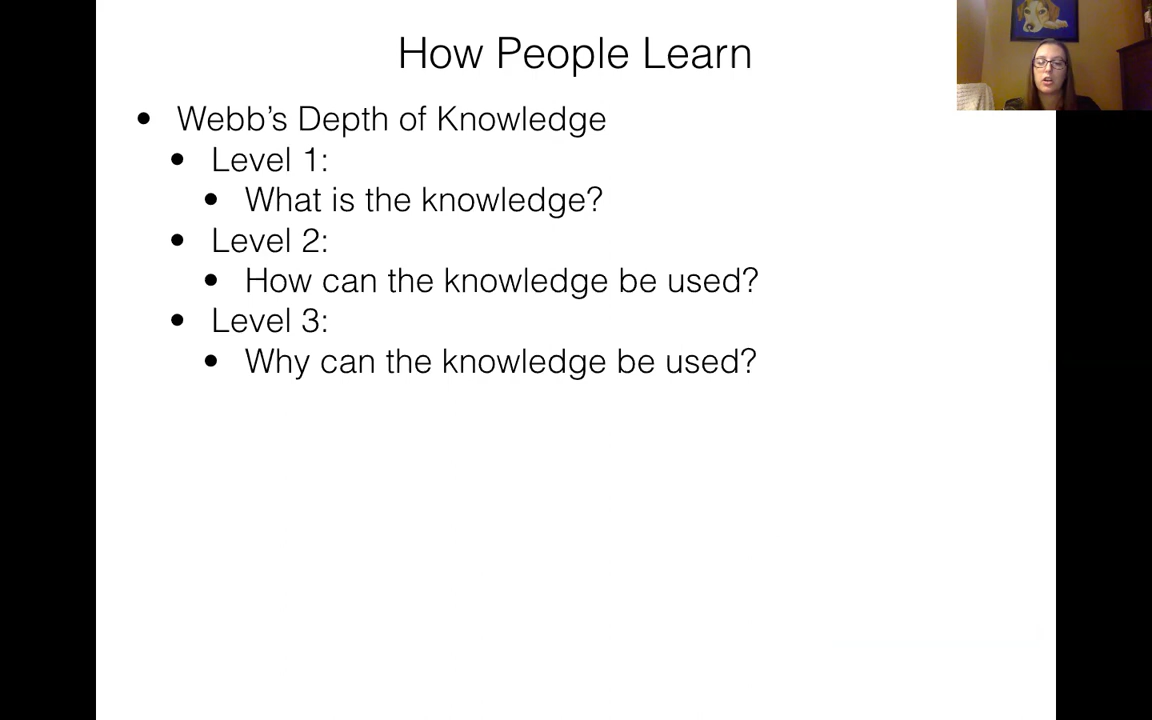 How People Learn
• Webb’s Depth of Knowledge
• Level 1:
• What is the knowledge?
• Level 2:
• How can the knowledge be used?
• Level 3:
• Why can the knowledge be used?